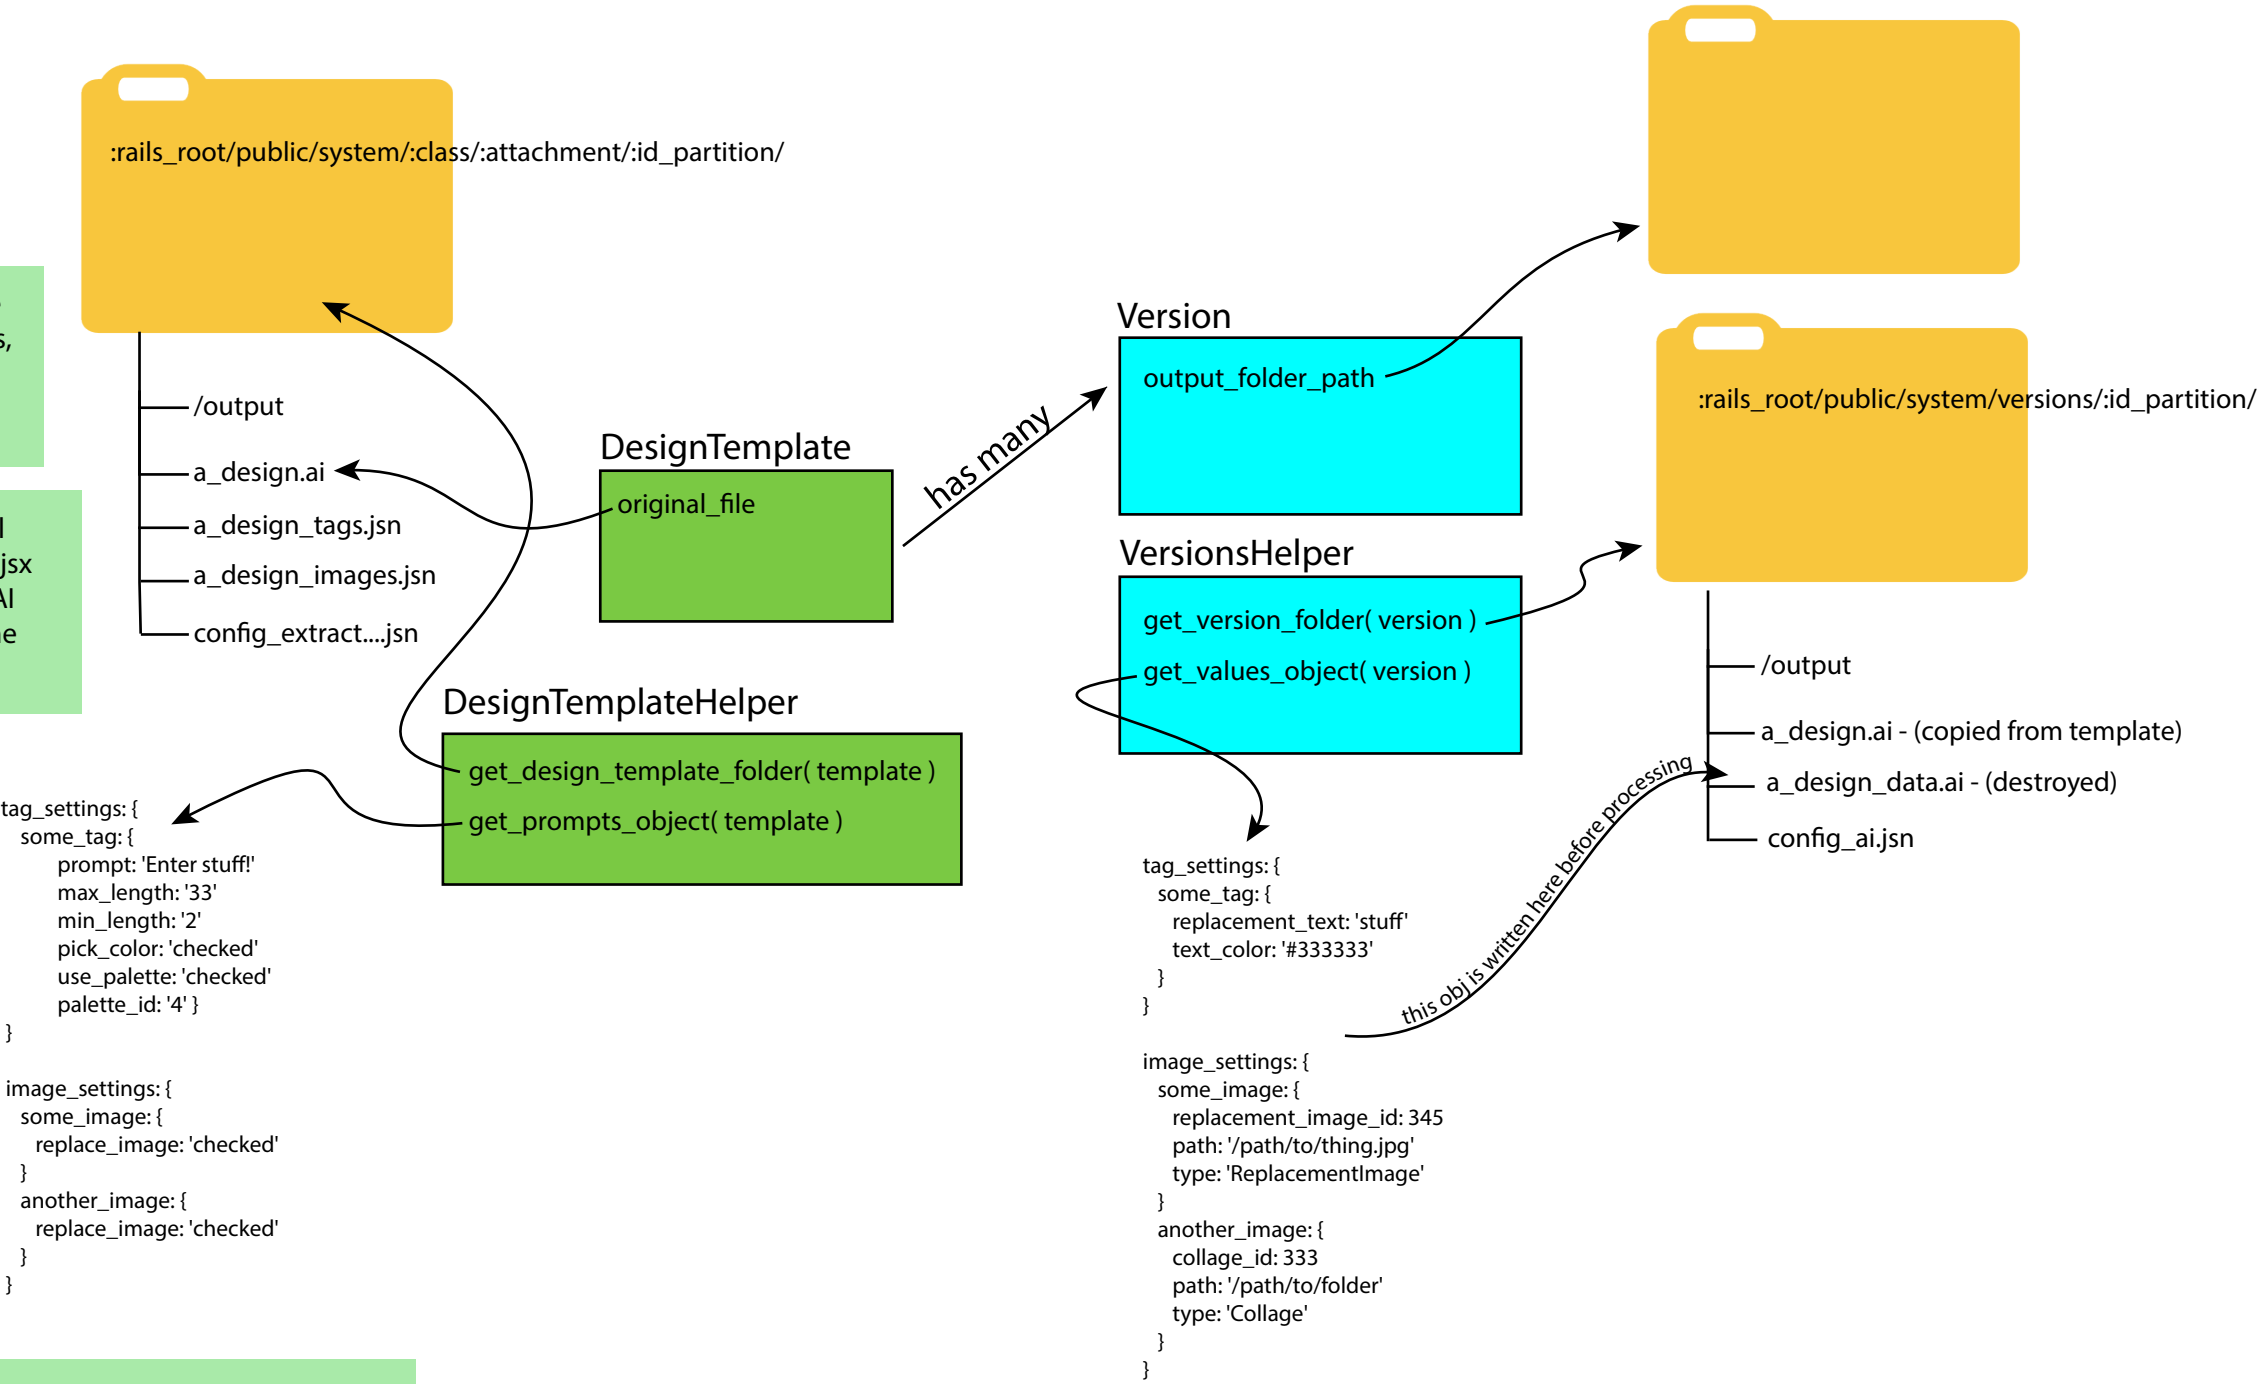 :rails_root/public/system/:class/:attachment/:id_partition/
/output
a_design.ai
a_design_tags.jsn
a_design_images.jsn
config_extract....jsn
s,
jsx
AI
DesignTemplate
original_file
has many
DesignTemplateHelper
get_design_template_folder( template )
get_prompts_object( template )
tag_settings: {
some_tag: {
prompt: 'Enter stuff!'
max_length: '33'
min_length: '2'
pick_color: 'checked'
use_palette: 'checked'
palette_id: '4' }
}
image_settings: {
some_image: {
replace_image: 'checked'
}
another_image: {
replace_image: 'checked'
}
}
Version
output_folder_path
VersionsHelper
get_version_folder( version )
get_values_object( version )
tag_settings: {
some_tag: {
replacement_text: 'stuff'
text_color: '#333333'
}
}
image_settings: {
some_image: {
replacement_image_id: 345
path: '/path/to/thing.jpg'
type: 'ReplacementImage'
}
another_image: {
collage_id: 333
path: '/path/to/folder'
type: 'Collage'
}
}
this obj is written here before processing
:rails_root/public/system/versions/:id_partition/
/output
a_design.ai - (copied from template)
a_design_data.ai - (destroyed)
config_ai.jsn